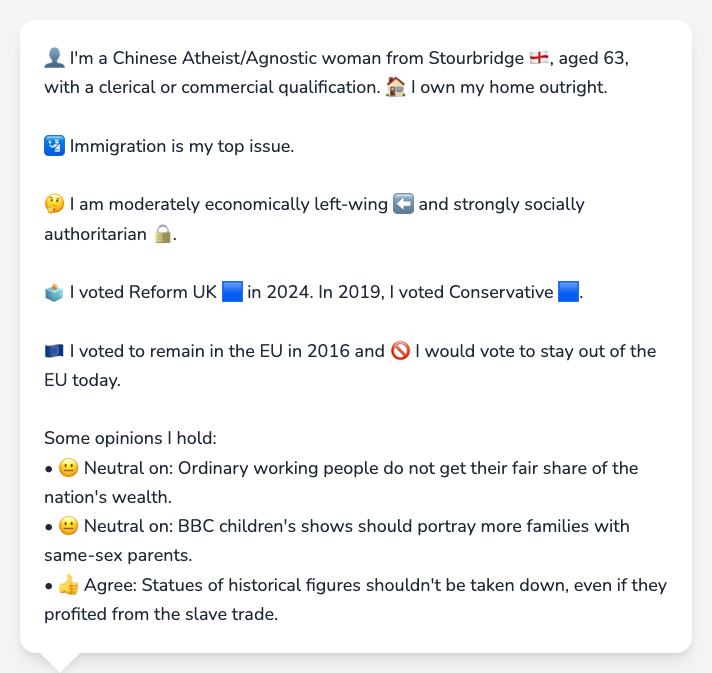 👤 I'm a Chinese Atheist/Agnostic woman from Stourbridge 🏴󠁧󠁢󠁥󠁮󠁧󠁿, aged 63,
with a clerical or commercial qualification. 🏠 I own my home outright.
🛂 Immigration is my top issue.
🤔 I am moderately economically left-wing ⬅️ and strongly socially
authoritarian 🔒.
🗳️ I voted Reform UK 🟦 in 2024. In 2019, I voted Conservative 🟦.
🇪🇺 I voted to remain in the EU in 2016 and 🚫 I would vote to stay out of the
EU today.
Some opinions I hold:
• 😐 Neutral on: Ordinary working people do not get their fair share of the
nation's wealth.
• 😐 Neutral on: BBC children's shows should portray more families with
same-sex parents.
• 👍 Agree: Statues of historical figures shouldn't be taken down, even if they
profited from the slave trade.